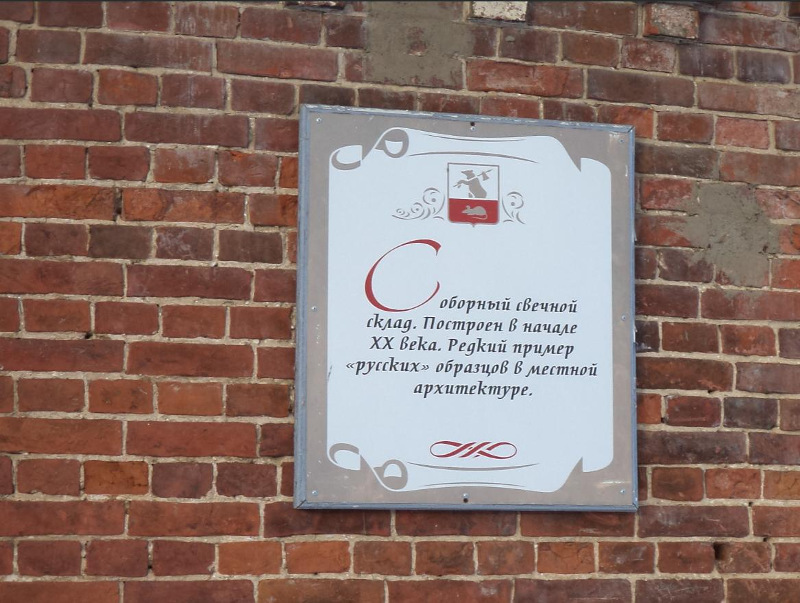 Соборный свечной
склад. Построен в начале
XX века. Редкий пример
«русских» образцов в местной
архитектуре.